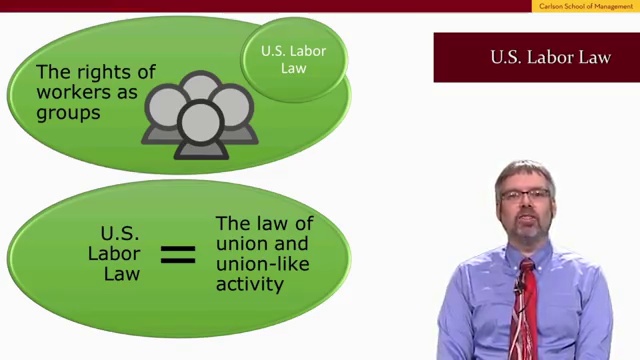 Carlson School of Management
U.S. Labor
Law
The rights of
workers as
groups
U.S. Labor Law
U.S.
Labor
Law
=
The law of
union and
union-like
activity